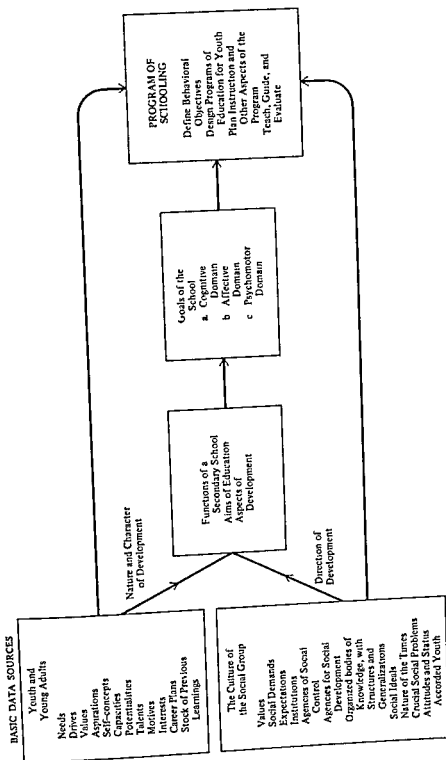 BASIC DATA SOURCES
Youth and
Young Adults
Needs
Drives
Values
Aspirations
Self-concepts
Capacities
Potentialities
Talents
Motives
Interests
Career Plans
Stock of Previous
Learnings
The Culture of
the Social Group
Values
Social Demands
Expectations
Institutions
Agencies of Social
Control
Agencies for Social
Development
Organized bodies of
Knowledge, with
Structures and
Generalizations
Social Ideals
Nature of the Times
Crucial Social Problems
Attitudes and Status
Accorded Youth
Nature and Character
of Development
Direction of
Development
Functions of a
Secondary School
Aims of Education
Aspects of
Development
Goals of the
School
a Cognitive
Domain
b Affective
Domain
c Psychomotor
Domain
PROGRAM OF
SCHOOLING
Define Behavioral
Objectives
Design Programs of
Education for Youth
Plan Instruction and
Other Aspects of the
Program
Teach, Guide, and
Evaluate